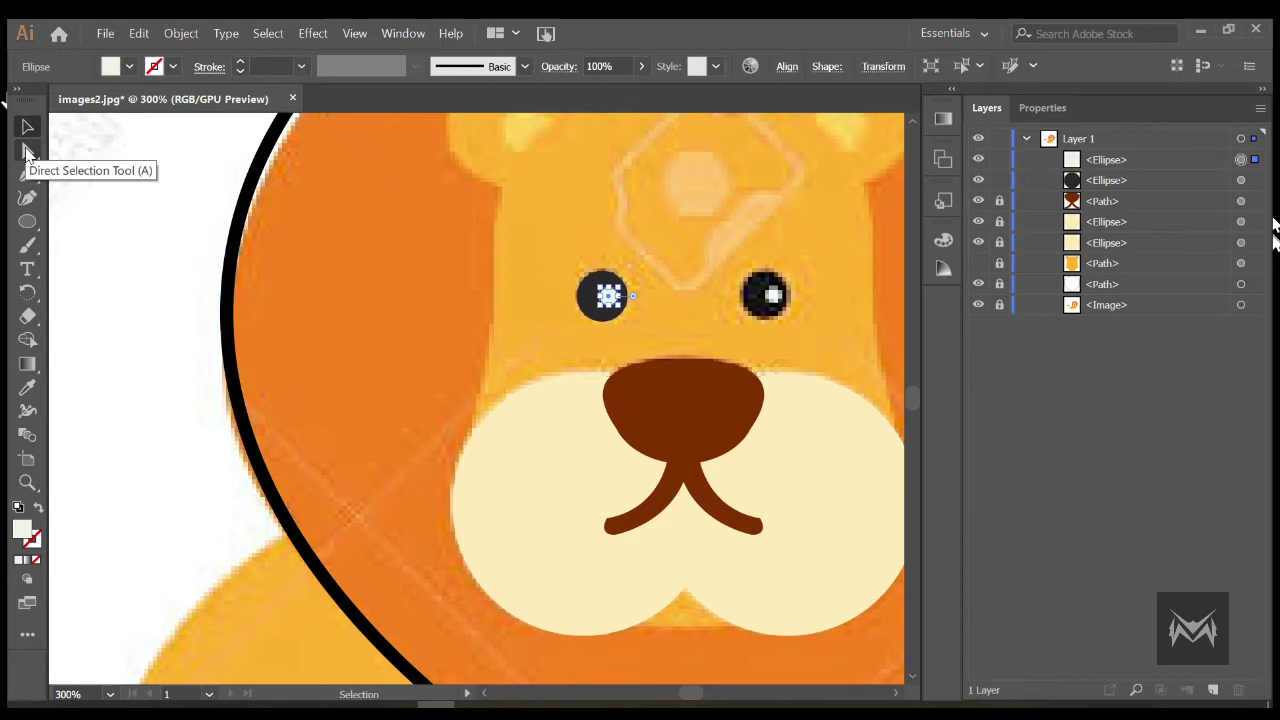 Ai File Edit Object Type Select Effect View Window Help Essentials Search Adobe Stock
Ellipse Stroke: Basic Opacity: 100% Style: Align Shape: Transform
images2.jpg* @ 300% (RGB/GPU Preview)
Layers Properties
Layer 1
<Ellipse>
Direct Selection Tool (A)
<Ellipse>
<Path>
<Ellipse>
<Ellipse>
<Path>
<Path>
<Image>
300% 1 Selection 1 Layer